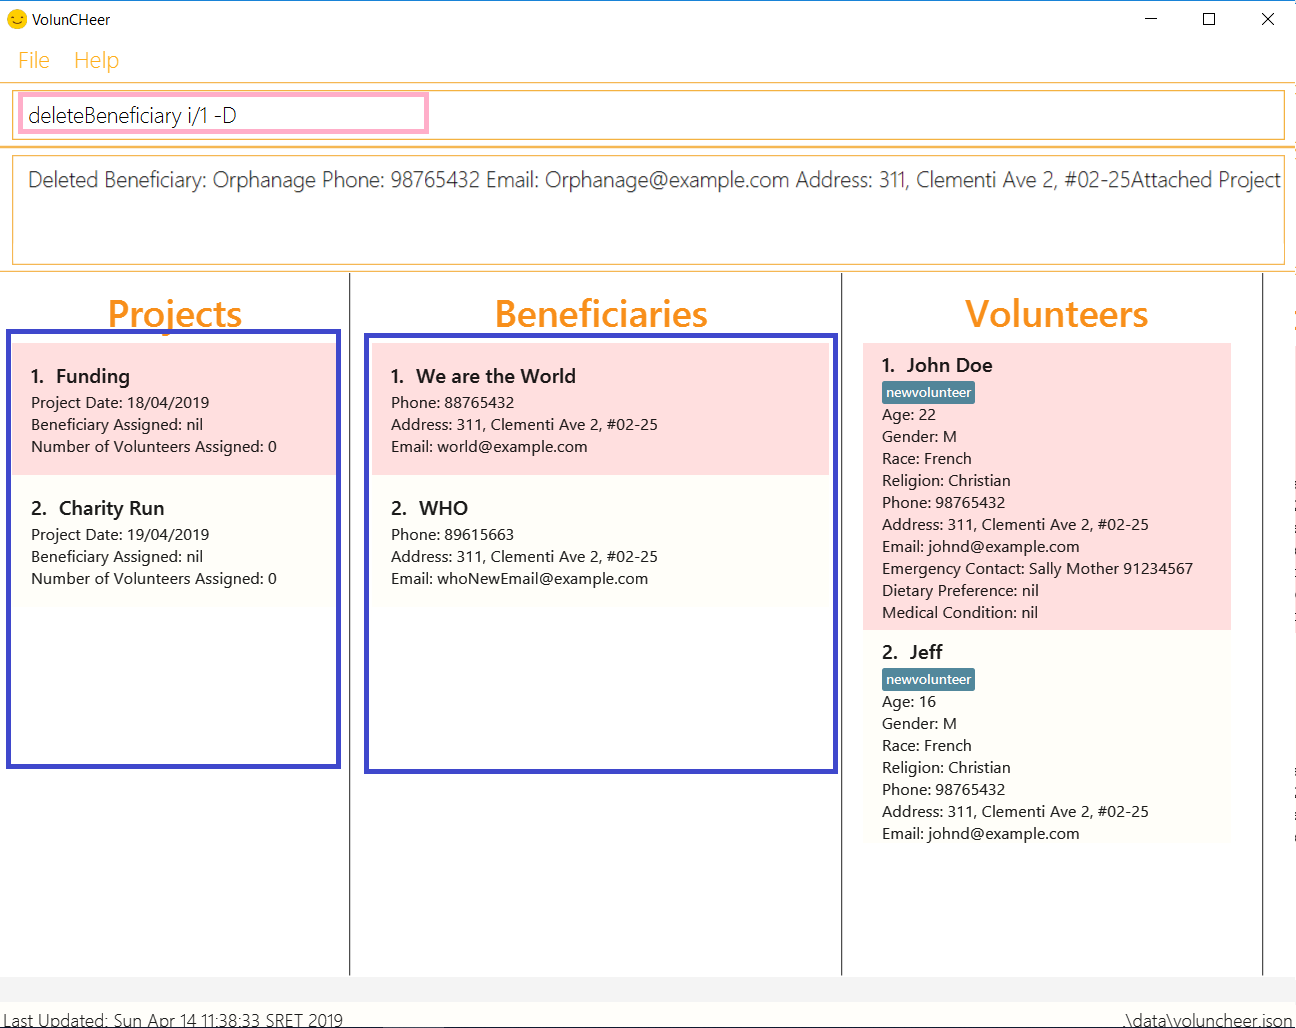 VolunCHeer
File Help
deleteBeneficiary i/1 -D
Deleted Beneficiary: Orphanage Phone: 98765432 Email: Orphanage@example.com Address: 311, Clementi Ave 2, #02-25Attached Project
Projects
1. Funding
Project Date: 18/04/2019
Beneficiary Assigned: nil
Number of Volunteers Assigned: 0
2. Charity Run
Project Date: 19/04/2019
Beneficiary Assigned: nil
Number of Volunteers Assigned: 0
Beneficiaries
1. We are the World
Phone: 88765432
Address: 311, Clementi Ave 2, #02-25
Email: world@example.com
2. WHO
Phone: 89615663
Address: 311, Clementi Ave 2, #02-25
Email: whoNewEmail@example.com
Volunteers
1. John Doe
newvolunteer
Age: 22
Gender: M
Race: French
Religion: Christian
Phone: 98765432
Address: 311, Clementi Ave 2, #02-25
Email: johnd@example.com
Emergency Contact: Sally Mother 91234567
Dietary Preference: nil
Medical Condition: nil
2. Jeff
newvolunteer
Age: 16
Gender: M
Race: French
Religion: Christian
Phone: 98765432
Address: 311, Clementi Ave 2, #02-25
Email: johnd@example.com
Last Updated: Sun Apr 14 11:38:33 SRET 2019
.\data\voluncheer.json